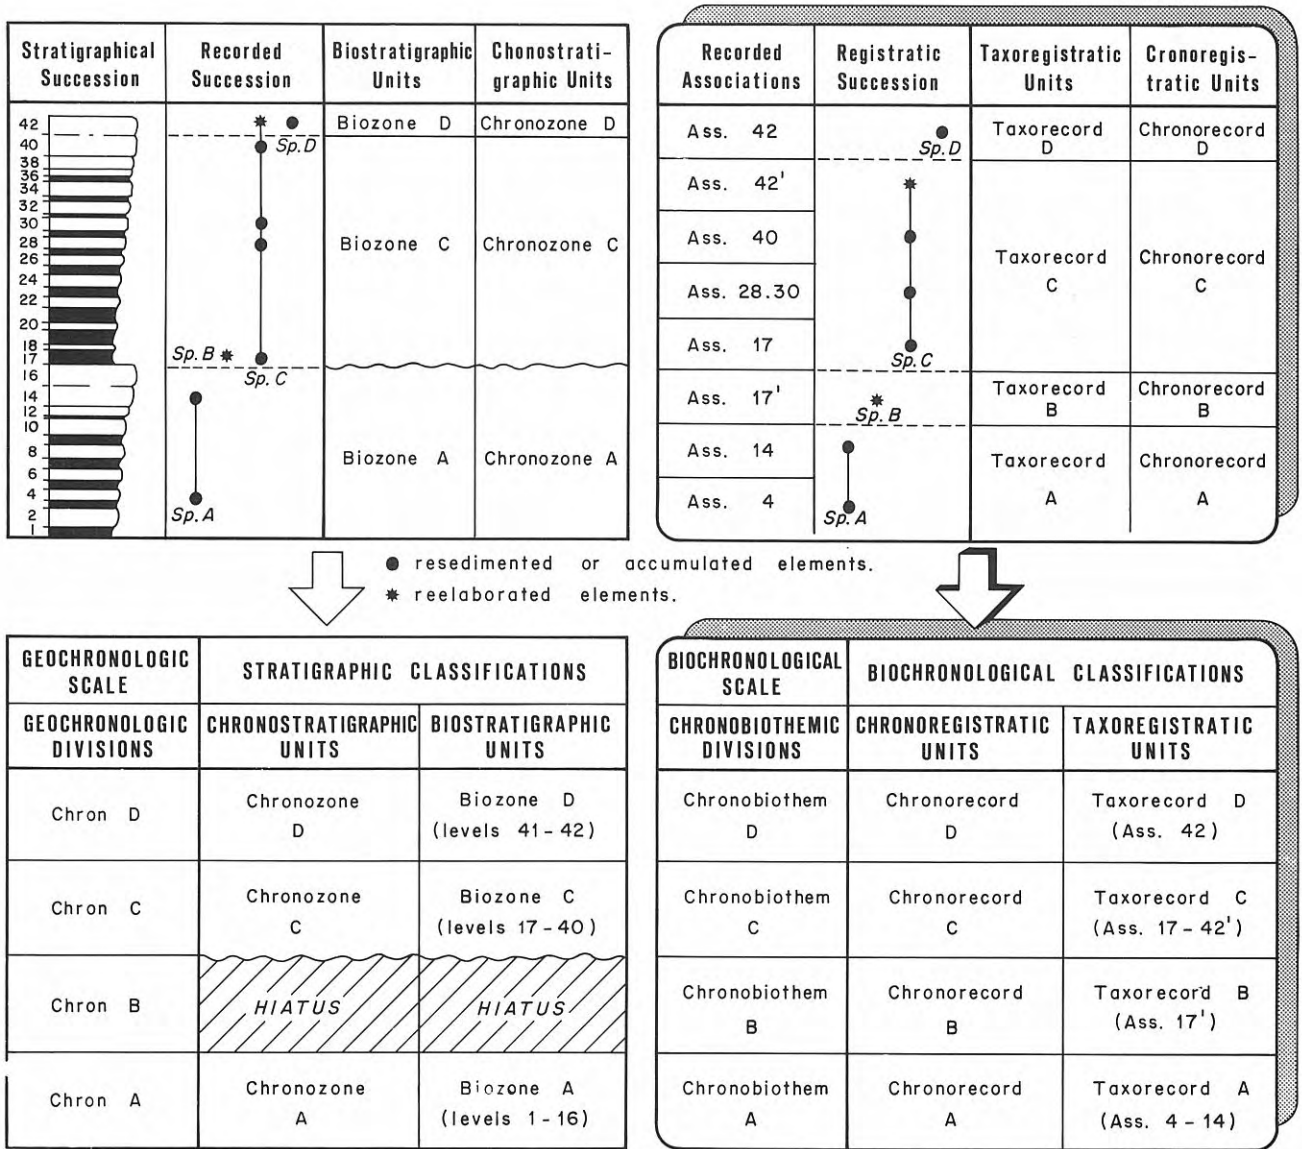 Stratigraphical Succession
Recorded Succession
Biostratigraphic Units
Chonostrati-graphic Units
42
40
38
36
34
32
30
28
26
24
22
20
18
17
16
14
12
10
8
6
4
2
1
Sp. D
Sp. B
Sp. C
Sp. A
Biozone D
Chronozone D
Biozone C
Chronozone C
Biozone A
Chronozone A
Recorded Associations
Registratic Succession
Taxoregistratic Units
Cronoregis-tratic Units
Ass. 42
Ass. 42'
Ass. 40
Ass. 28.30
Ass. 17
Ass. 17'
Ass. 14
Ass. 4
Sp. D
Sp. C
Sp. B
Sp. A
Taxorecord D
Chronorecord D
Taxorecord C
Chronorecord C
Taxorecord B
Chronorecord B
Taxorecord A
Chronorecord A
resedimented or accumulated elements.
reelaborated elements.
GEOCHRONOLOGIC SCALE
STRATIGRAPHIC CLASSIFICATIONS
GEOCHRONOLOGIC DIVISIONS
CHRONOSTRATIGRAPHIC UNITS
BIOSTRATIGRAPHIC UNITS
Chron D
Chronozone D
Biozone D
(levels 41-42)
Chron C
Chronozone C
Biozone C
(levels 17-40)
Chron B
HIATUS
HIATUS
Chron A
Chronozone A
Biozone A
(levels 1-16)
BIOCHRONOLOGICAL SCALE
BIOCHRONOLOGICAL CLASSIFICATIONS
CHRONOBIOTHEMIC DIVISIONS
CHRONOREGISTRATIC UNITS
TAXOREGISTRATIC UNITS
Chronobiothem D
Chronorecord D
Taxorecord D
(Ass. 42)
Chronobiothem C
Chronorecord C
Taxorecord C
(Ass. 17-42')
Chronobiothem B
Chronorecord B
Taxorecord B
(Ass. 17')
Chronobiothem A
Chronorecord A
Taxorecord A
(Ass. 4-14)